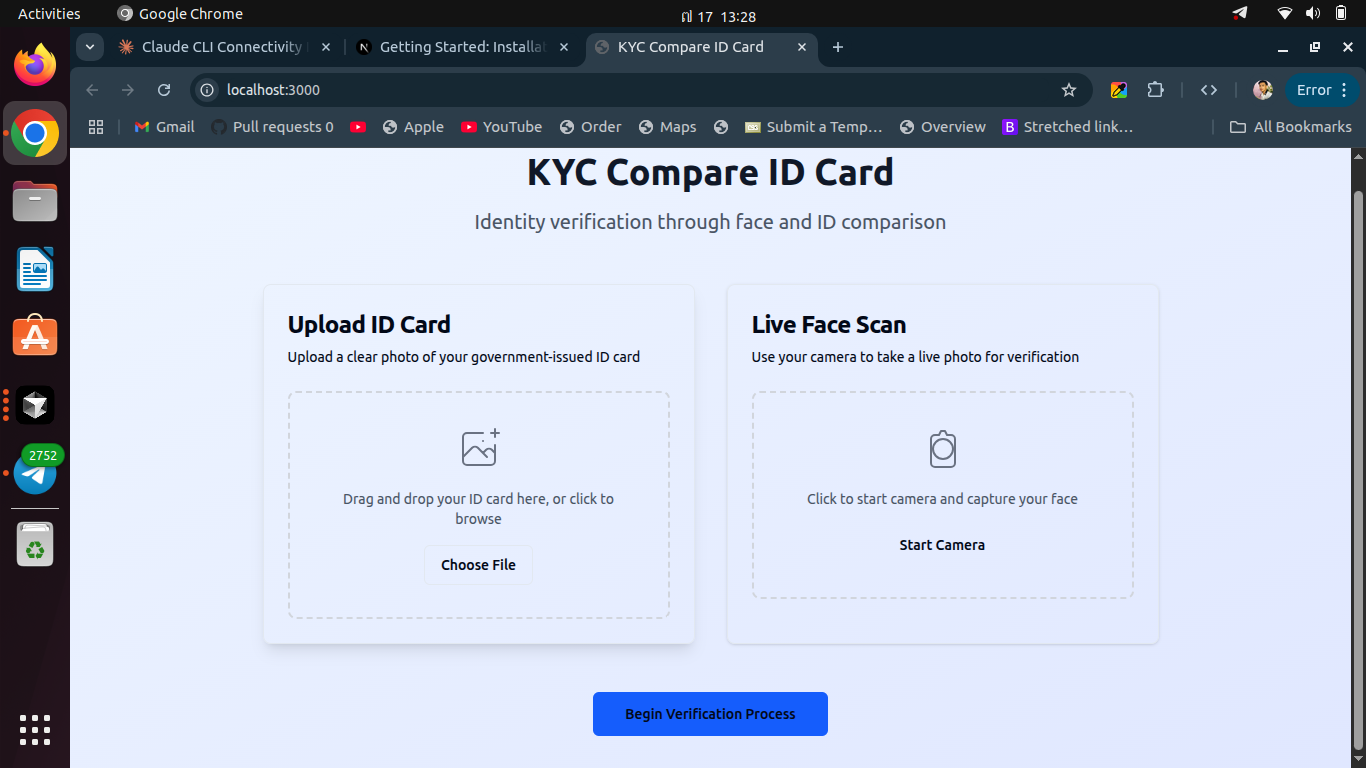 Activities
Google Chrome
ຟ 17 13:28
Claude CLI Connectivity
Getting Started: Installa
KYC Compare ID Card
localhost:3000
Error
Gmail
Pull requests 0
Apple
YouTube
Order
Maps
Submit a Temp...
Overview
B Stretched link...
All Bookmarks
KYC Compare ID Card
Identity verification through face and ID comparison
Upload ID Card
Upload a clear photo of your government-issued ID card
Drag and drop your ID card here, or click to
browse
Choose File
Live Face Scan
Use your camera to take a live photo for verification
Click to start camera and capture your face
Start Camera
Begin Verification Process
2752